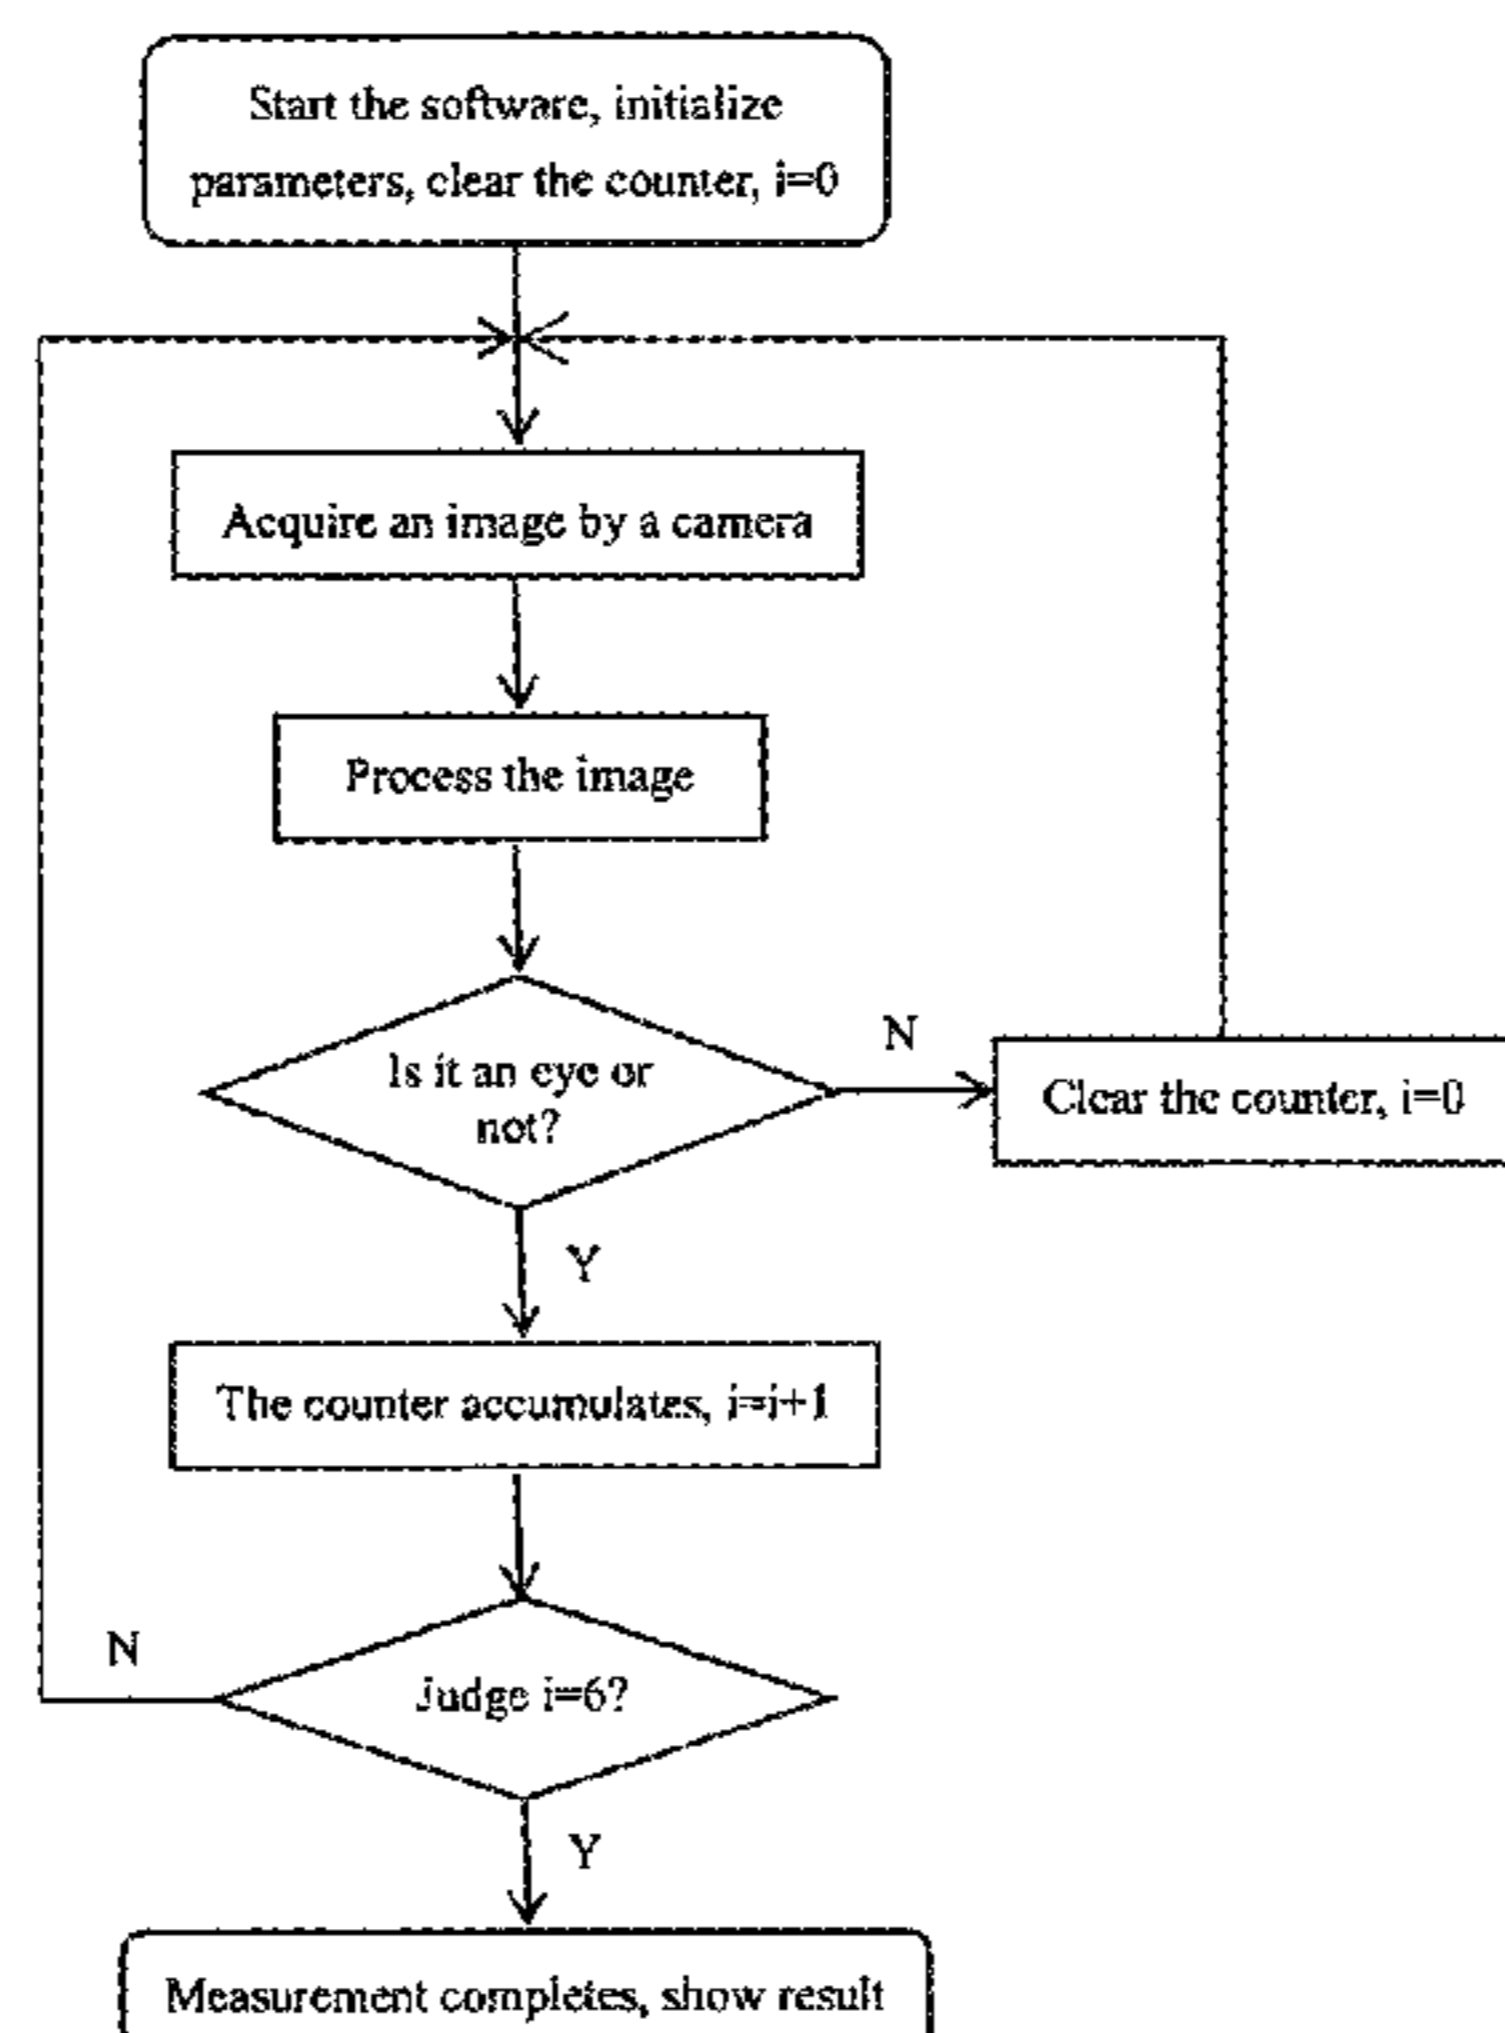 Start the software, initialize
parameters, clear the counter, i=0
Acquire an image by a camera
Process the image
Is it an eye or
not?
N
Clear the counter, i=0
Y
The counter accumulates, i=i+1
N
Judge i=6?
Y
Measurement completes, show result